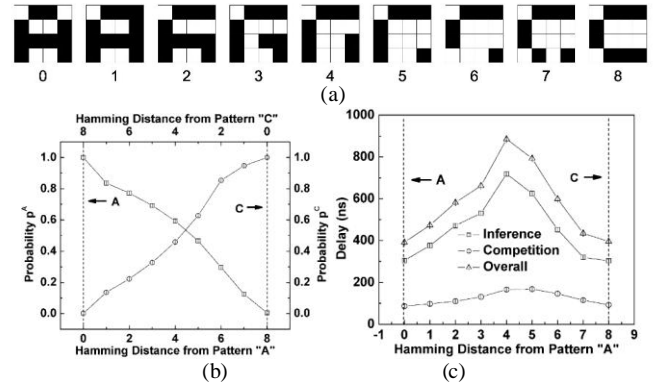 0 1 2 3 4 5 6 7 8
(a)
Hamming Distance from Pattern "C"
8 6 4 2 0
1.0 1.0
0.8 0.8
0.6 0.6
0.4 0.4
0.2 0.2
0.0 0.0
Probability p^A
Probability p^C
A
C
0 2 4 6 8
Hamming Distance from Pattern "A"
(b)
1000
800
600
400
200
0
Delay (ns)
A
C
Inference
Competition
Overall
-1 0 1 2 3 4 5 6 7 8 9
Hamming Distance from Pattern "A"
(c)